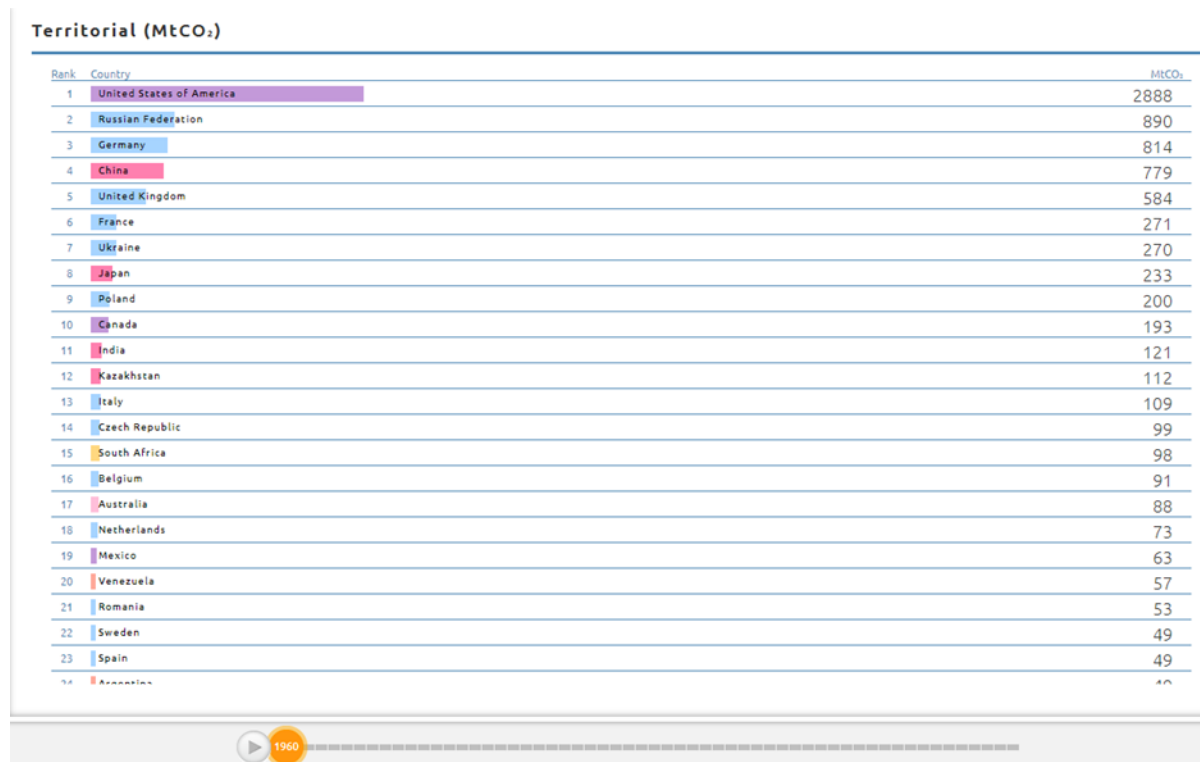 Territorial (MtCO₂)
Rank Country MtCO₂
1 United States of America 2888
2 Russian Federation 890
3 Germany 814
4 China 779
5 United Kingdom 584
6 France 271
7 Ukraine 270
8 Japan 233
9 Poland 200
10 Canada 193
11 India 121
12 Kazakhstan 112
13 Italy 109
14 Czech Republic 99
15 South Africa 98
16 Belgium 91
17 Australia 88
18 Netherlands 73
19 Mexico 63
20 Venezuela 57
21 Romania 53
22 Sweden 49
23 Spain 49
24 Argentina
1960